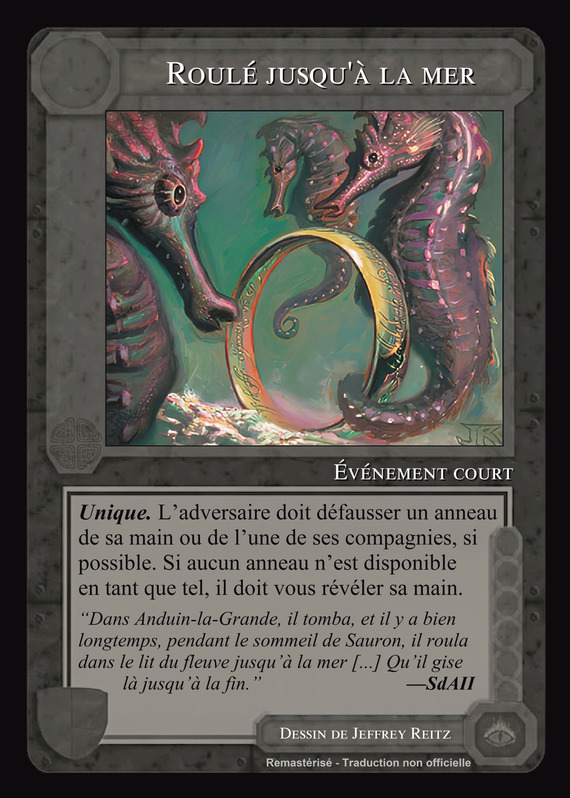 Roulé jusqu'à la mer
JTR
Événement court
Unique. L'adversaire doit défausser un anneau
de sa main ou de l'une de ses compagnies, si
possible. Si aucun anneau n'est disponible
en tant que tel, il doit vous révéler sa main.
“Dans Anduin-la-Grande, il tomba, et il y a bien
longtemps, pendant le sommeil de Sauron, il roula
dans le lit du fleuve jusqu'à la mer [...] Qu'il gise
là jusqu'à la fin.” —SdAII
Dessin de Jeffrey Reitz
Remastérisé - Traduction non officielle